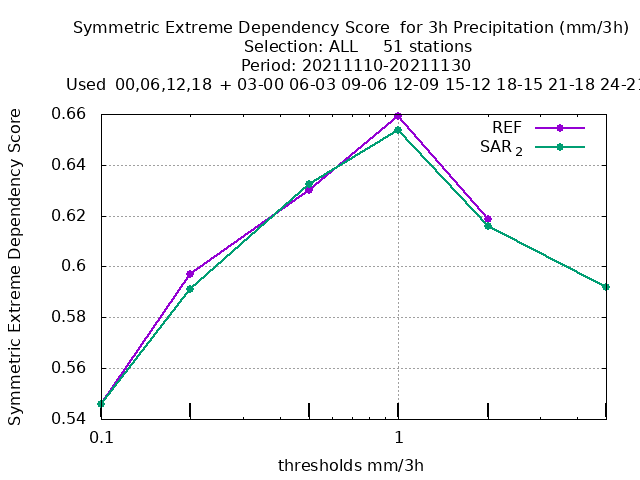 Symmetric Extreme Dependency Score for 3h Precipitation (mm/3h)
Selection: ALL 51 stations
Period: 20211110-20211130
Used 00,06,12,18 + 03-00 06-03 09-06 12-09 15-12 18-15 21-18 24-21
Symmetric Extreme Dependency Score
0.66
0.64
0.62
0.6
0.58
0.56
0.54
REF
SAR 2
0.1
1
thresholds mm/3h